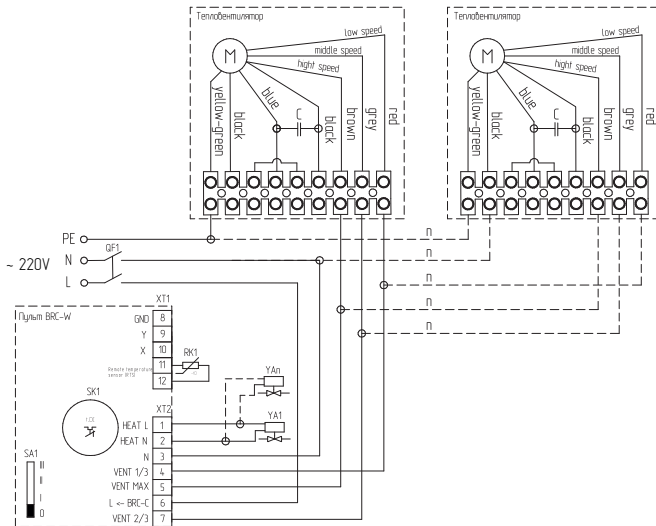 Тепловентилятор
low speed
middle speed
hight speed
M
yellow-green
black
blue
C
black
brown
grey
red
Тепловентилятор
low speed
middle speed
hight speed
M
yellow-green
black
blue
C
black
brown
grey
red
PE
N
L
~ 220V
QF1
n
n
n
n
n
Пульт BRC-W
XT1
GND 8
Y 9
X 10
11
12
Remote temperature
sensor (RTS)
RK1
SK1
SA1
III
II
I
0
XT2
HEAT L 1
HEAT N 2
N 3
VENT 1/3 4
VENT MAX 5
L <- BRC-C 6
VENT 2/3 7
YAn
YA1